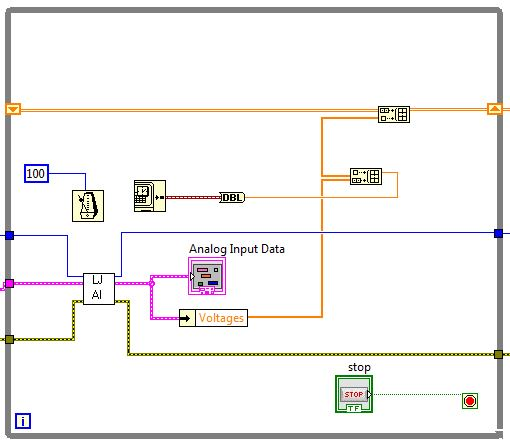 100
DBL
Analog Input Data
LJ
AI
Voltages
stop
STOP
TF
i